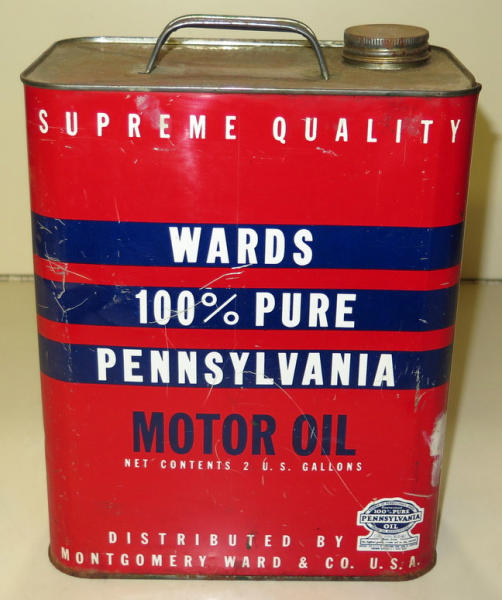 SUPREME QUALITY
WARDS
100% PURE
PENNSYLVANIA
MOTOR OIL
NET CONTENTS 2 U.S. GALLONS
100% PURE
PENNSYLVANIA
OIL
DISTRIBUTED BY
MONTGOMERY WARD & CO. U.S.A.